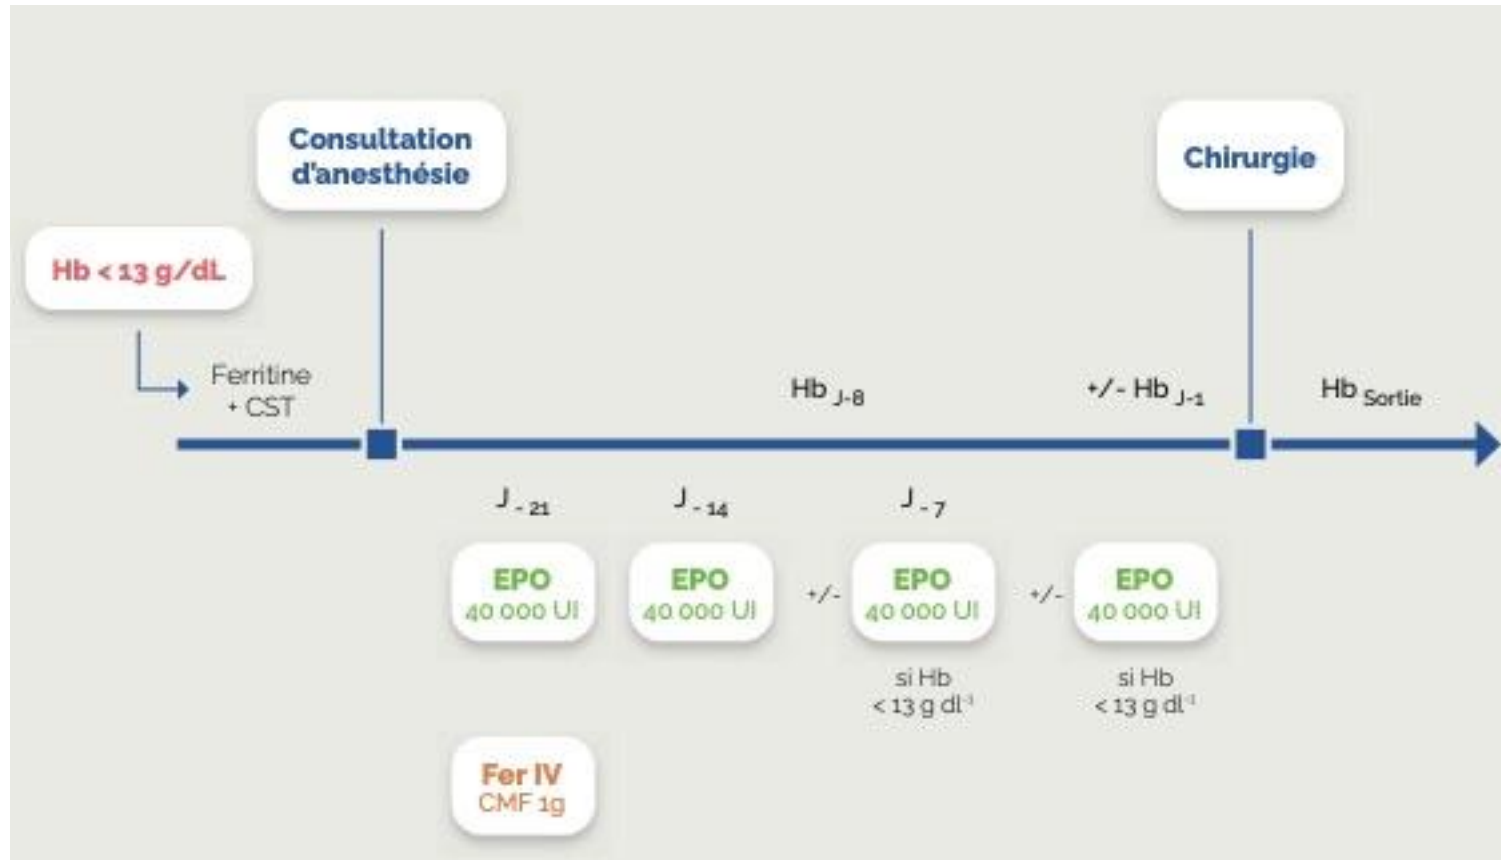 Consultation
d'anesthésie
Chirurgie
Hb < 13 g/dL
Ferritine
+ CST
Hb J-8
+/- Hb J-1
Hb Sortie
J - 21
J - 14
J - 7
EPO
40 000 UI
EPO
40 000 UI
+/-
EPO
40 000 UI
+/-
EPO
40 000 UI
si Hb
< 13 g dl⁻¹
si Hb
< 13 g dl⁻¹
Fer IV
CMF 1g